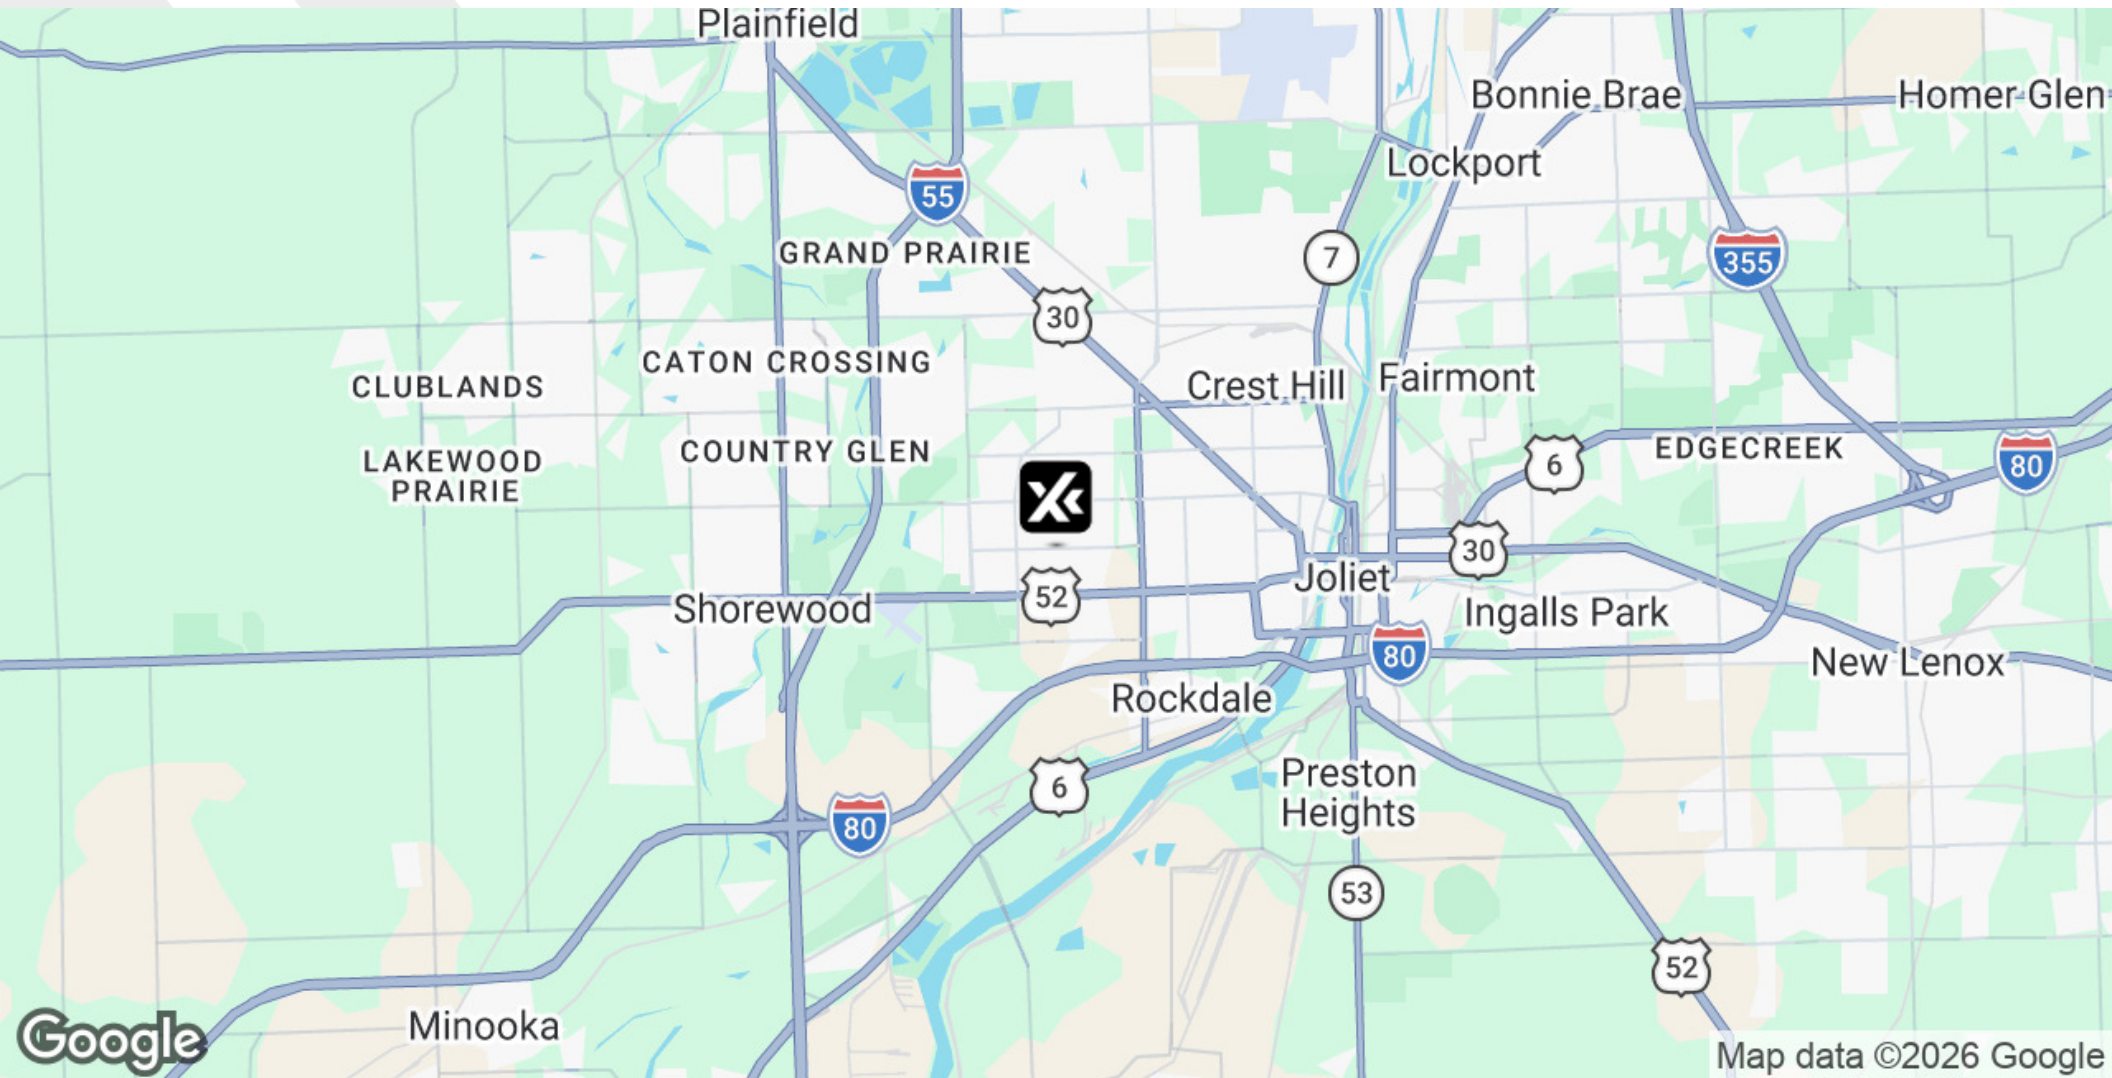 Plainfield
Bonnie Brae
Homer Glen
Lockport
55
GRAND PRAIRIE
7
355
30
CATON CROSSING
CLUBLANDS
Crest Hill
Fairmont
COUNTRY GLEN
LAKEWOOD
PRAIRIE
6
EDGECREEK
80
30
52
Shorewood
Joliet
Ingalls Park
80
New Lenox
Rockdale
6
Preston
Heights
80
53
52
Minooka
Google
Map data ©2026 Google